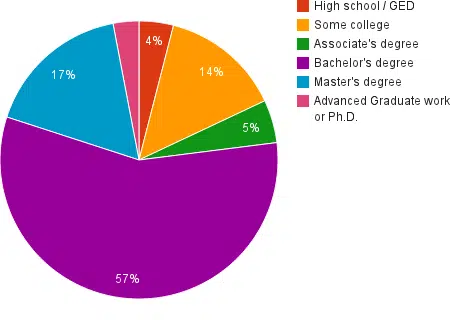 High school / GED
Some college
Associate's degree
Bachelor's degree
Master's degree
Advanced Graduate work
or Ph.D.
4%
14%
5%
57%
17%